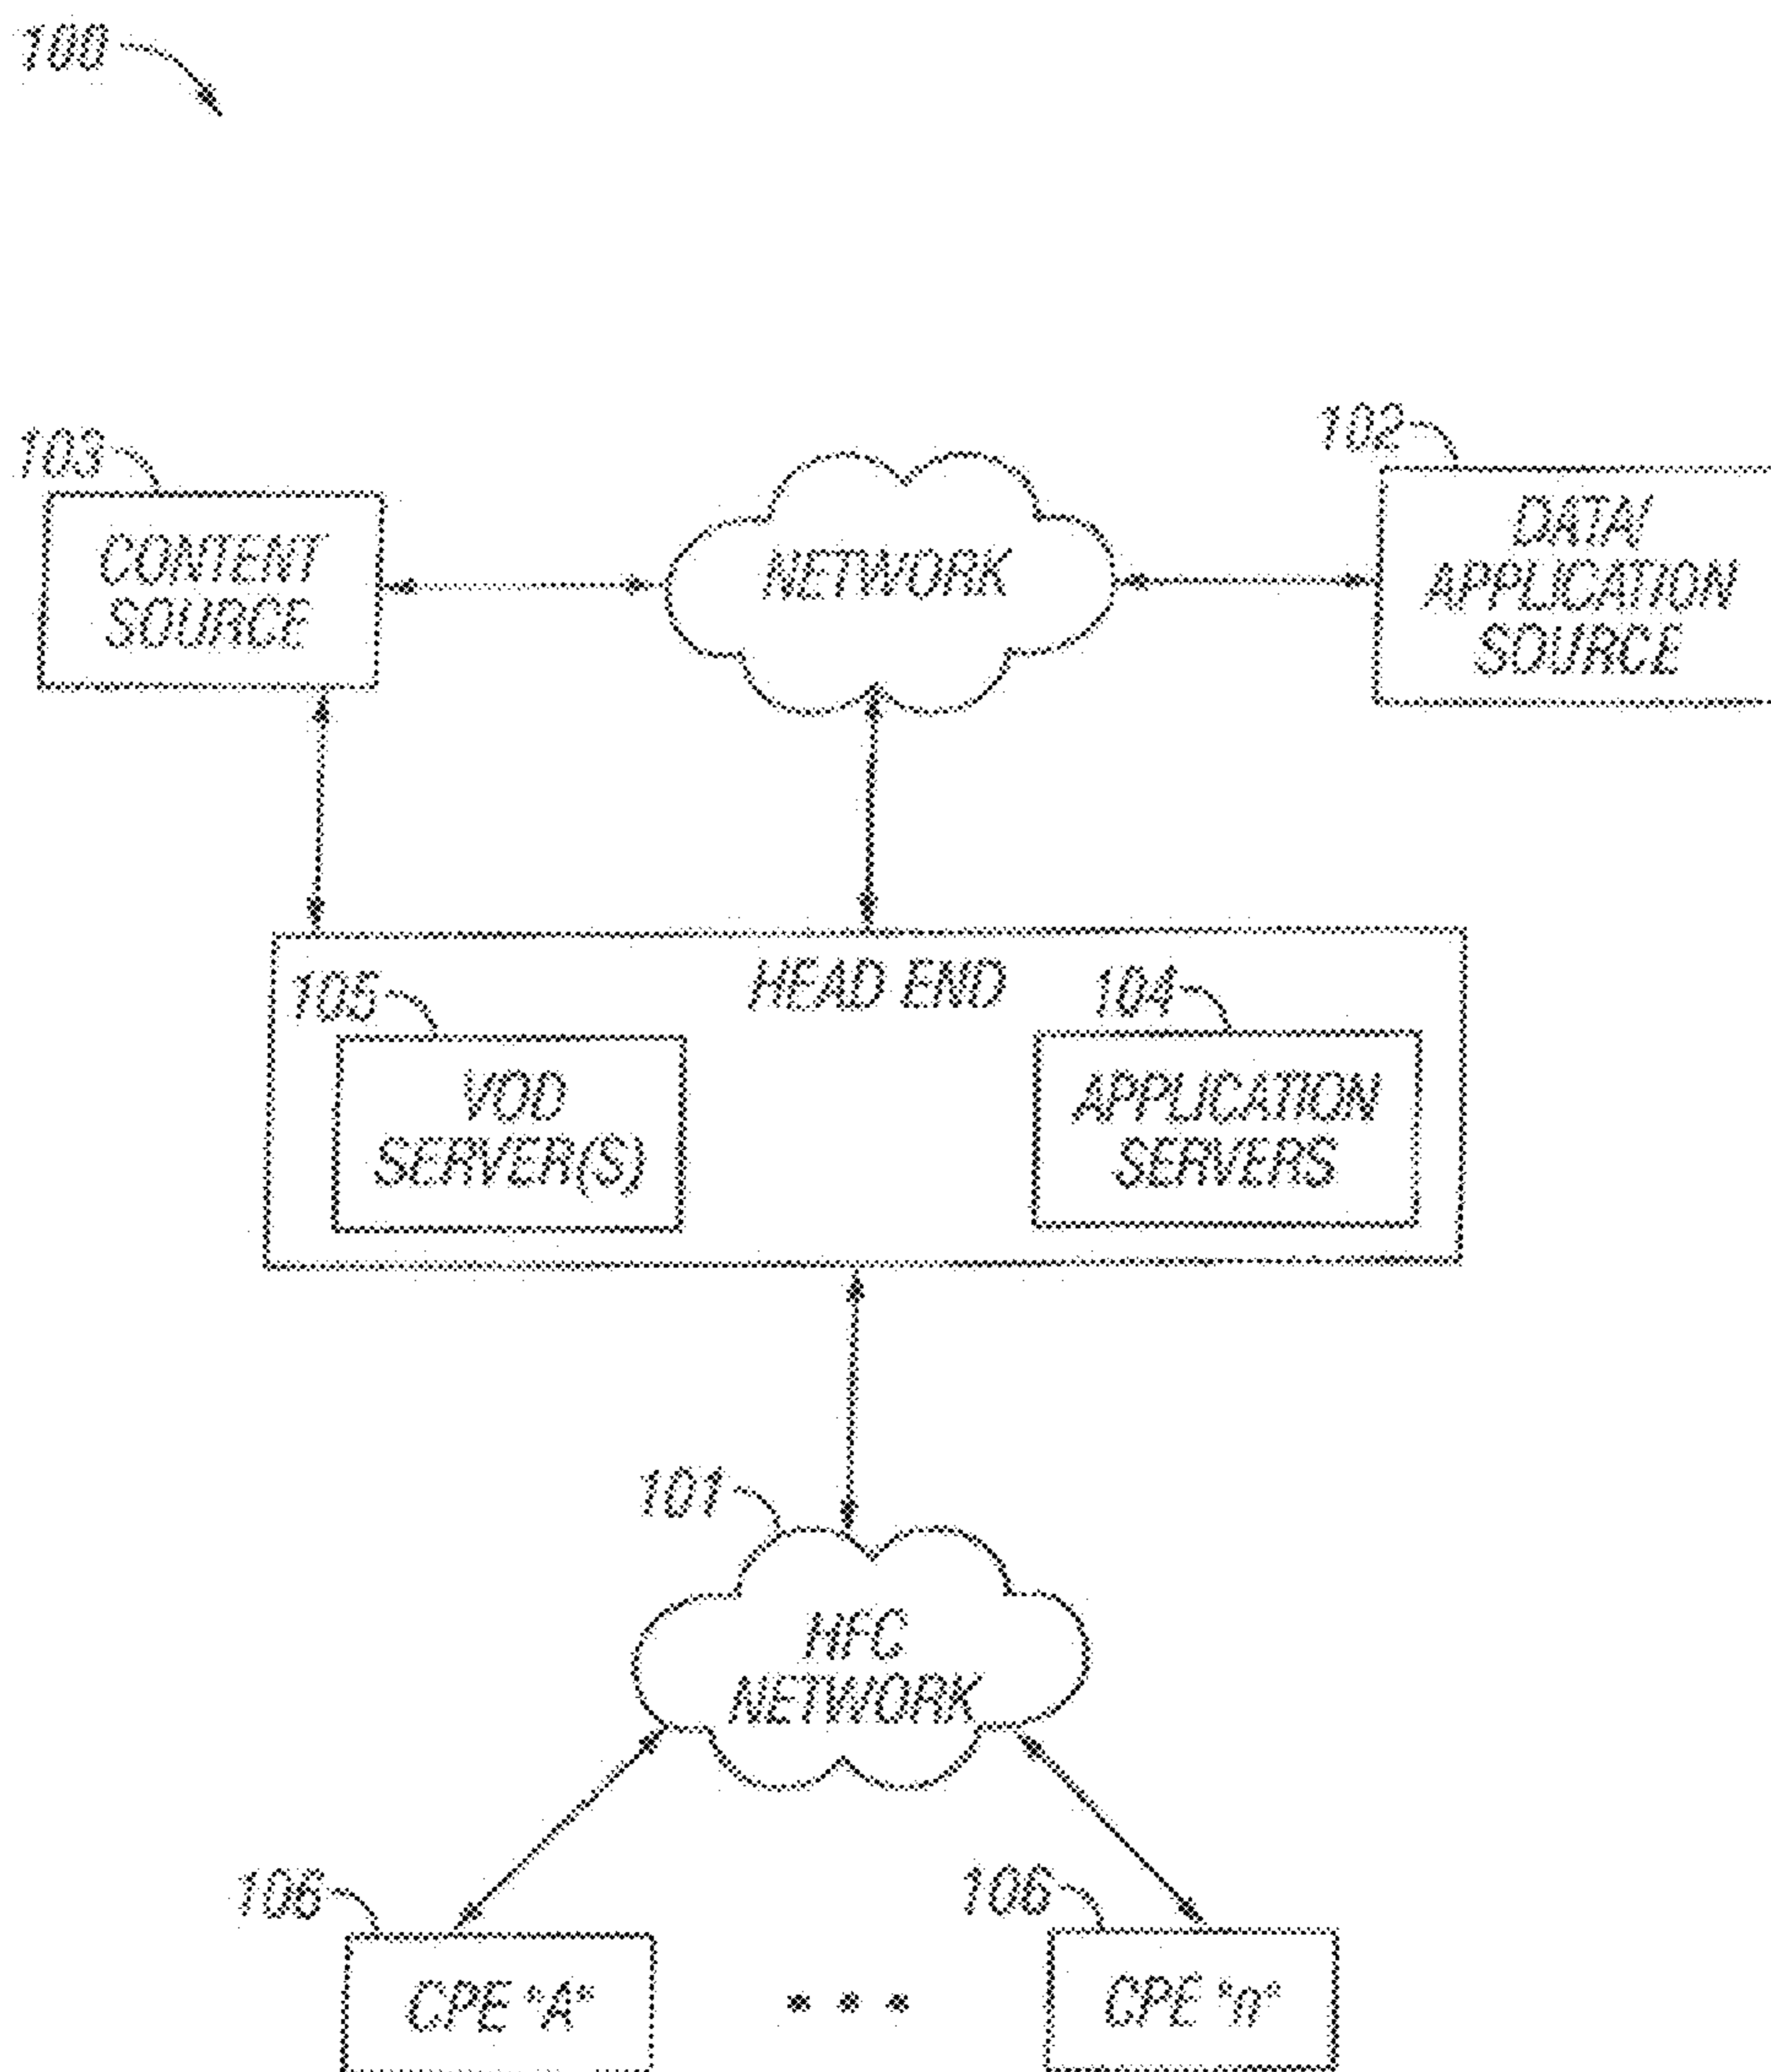 100
103
102
CONTENT
SOURCE
NETWORK
DATA/
APPLICATION
SOURCE
HEAD END
105
104
VOD
SERVER(S)
APPLICATION
SERVERS
101
HFC
NETWORK
106
106
CPE "A"
CPE "n"